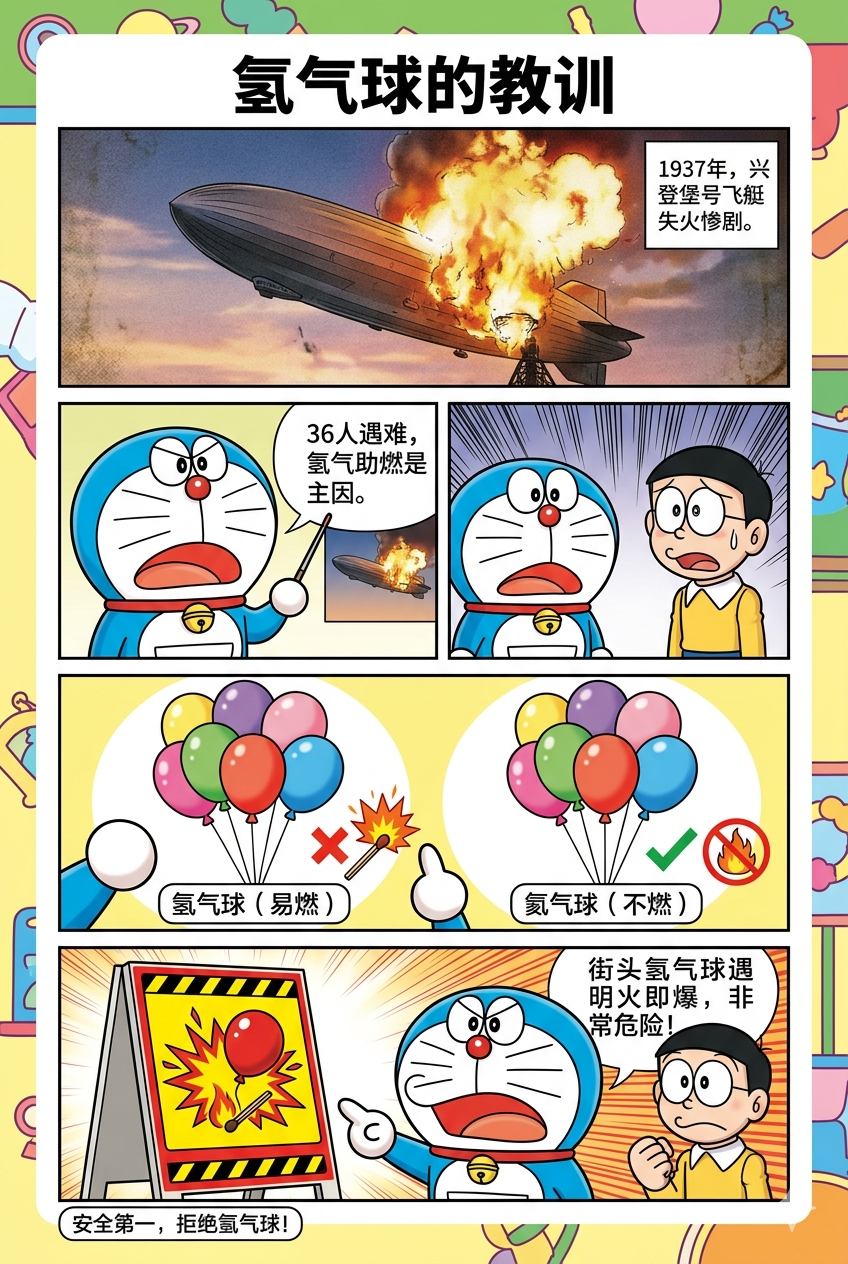 氢气球的教训
1937年，兴
登堡号飞艇
失火惨剧。
36人遇难，
氢气助燃是
主因。
氢气球（易燃）
氦气球（不燃）
街头氢气球遇
明火即爆，非
常危险！
安全第一，拒绝氢气球！